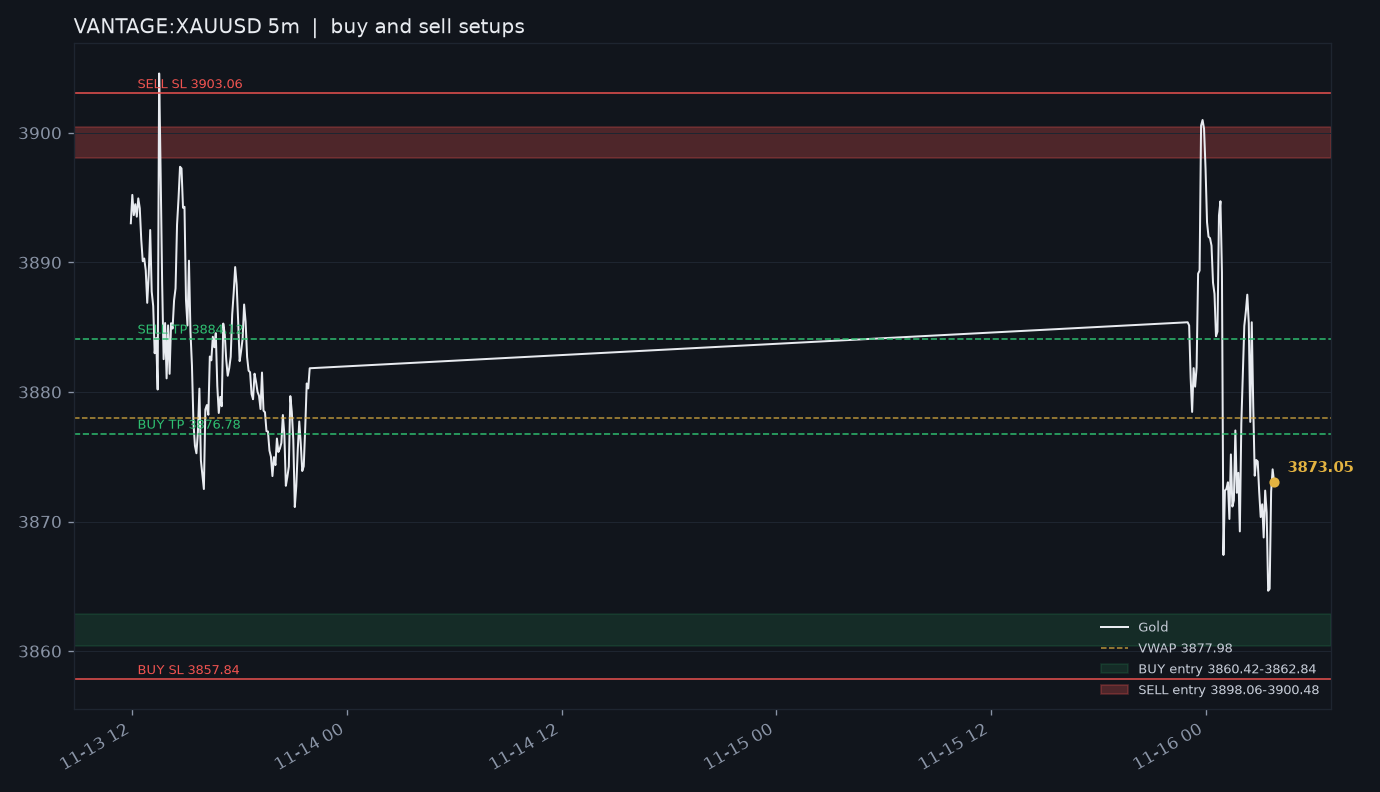 VANTAGE:XAUUSD 5m | buy and sell setups
SELL SL 3903.06
3900
3890
SELL TP 3884.12
3880
BUY TP 3876.78
3873.05
3870
3860
BUY SL 3857.84
Gold
VWAP 3877.98
BUY entry 3860.42-3862.84
SELL entry 3898.06-3900.48
11-13 12
11-14 00
11-14 12
11-15 00
11-15 12
11-16 00